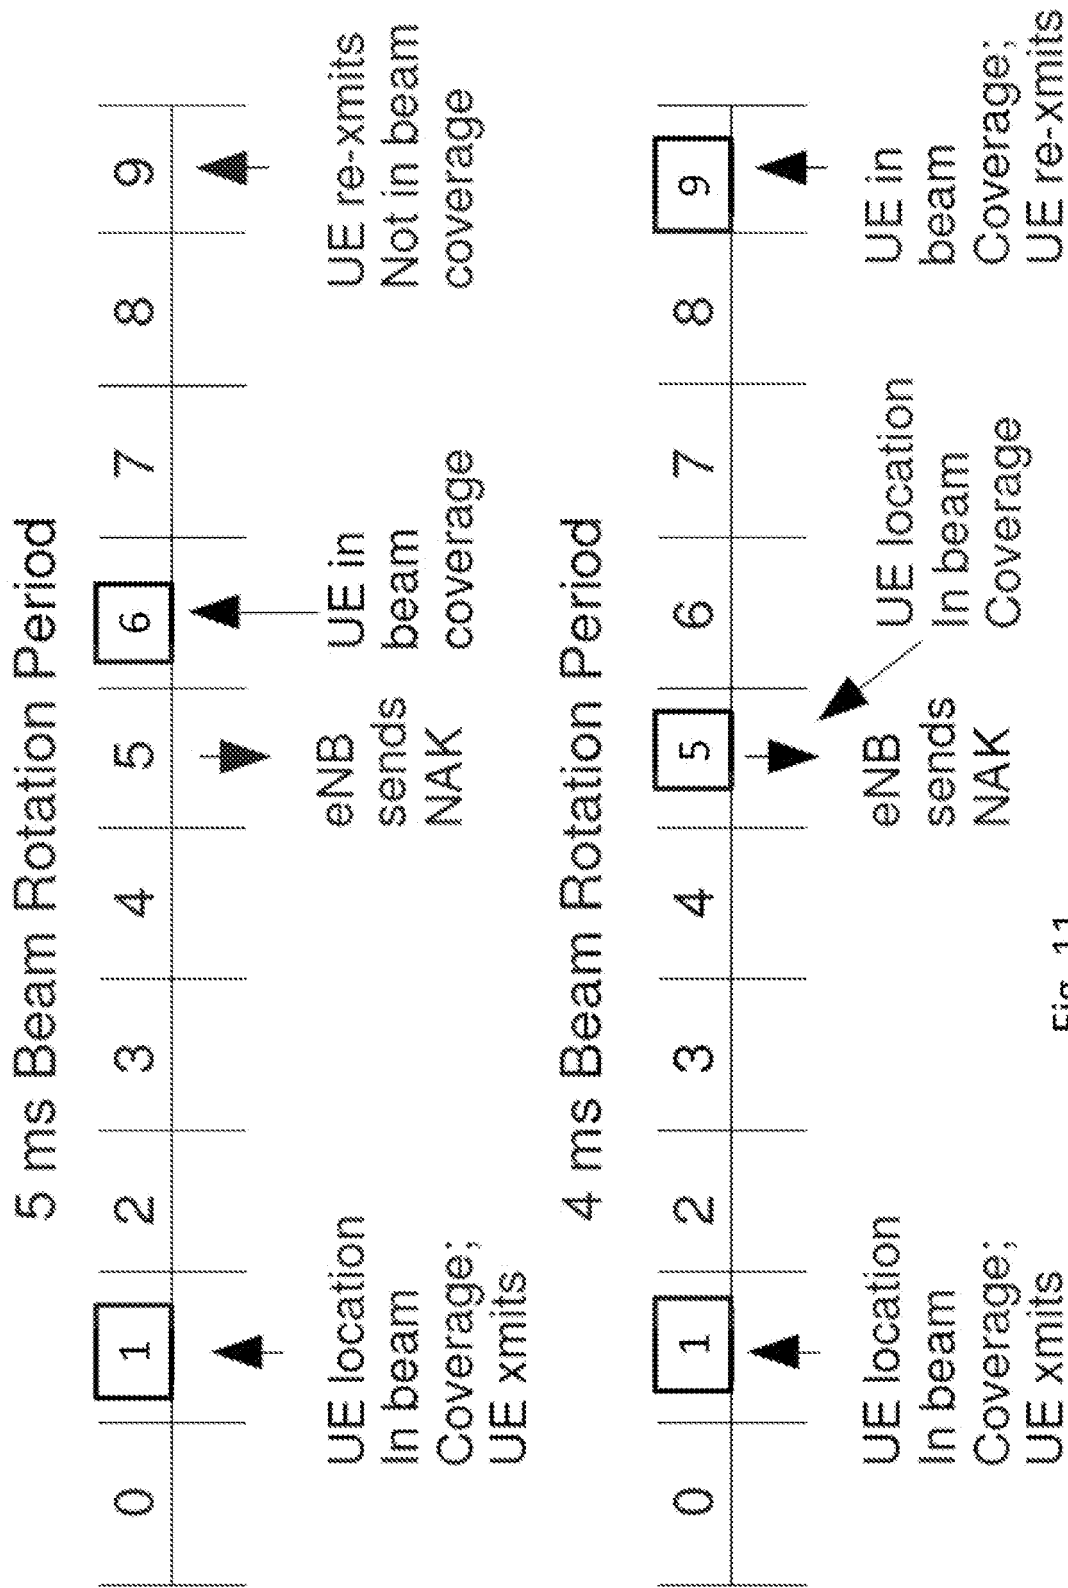 5 ms Beam Rotation Period
0 1 2 3 4 5 6 7 8 9
UE location
In beam
Coverage;
UE xmits
eNB
sends
NAK
UE in
beam
coverage
UE re-xmits
Not in beam
coverage
4 ms Beam Rotation Period
0 1 2 3 4 5 6 7 8 9
UE location
In beam
Coverage;
UE xmits
eNB
sends
NAK
UE location
In beam
Coverage
UE in
beam
Coverage;
UE re-xmits
Fig. 11